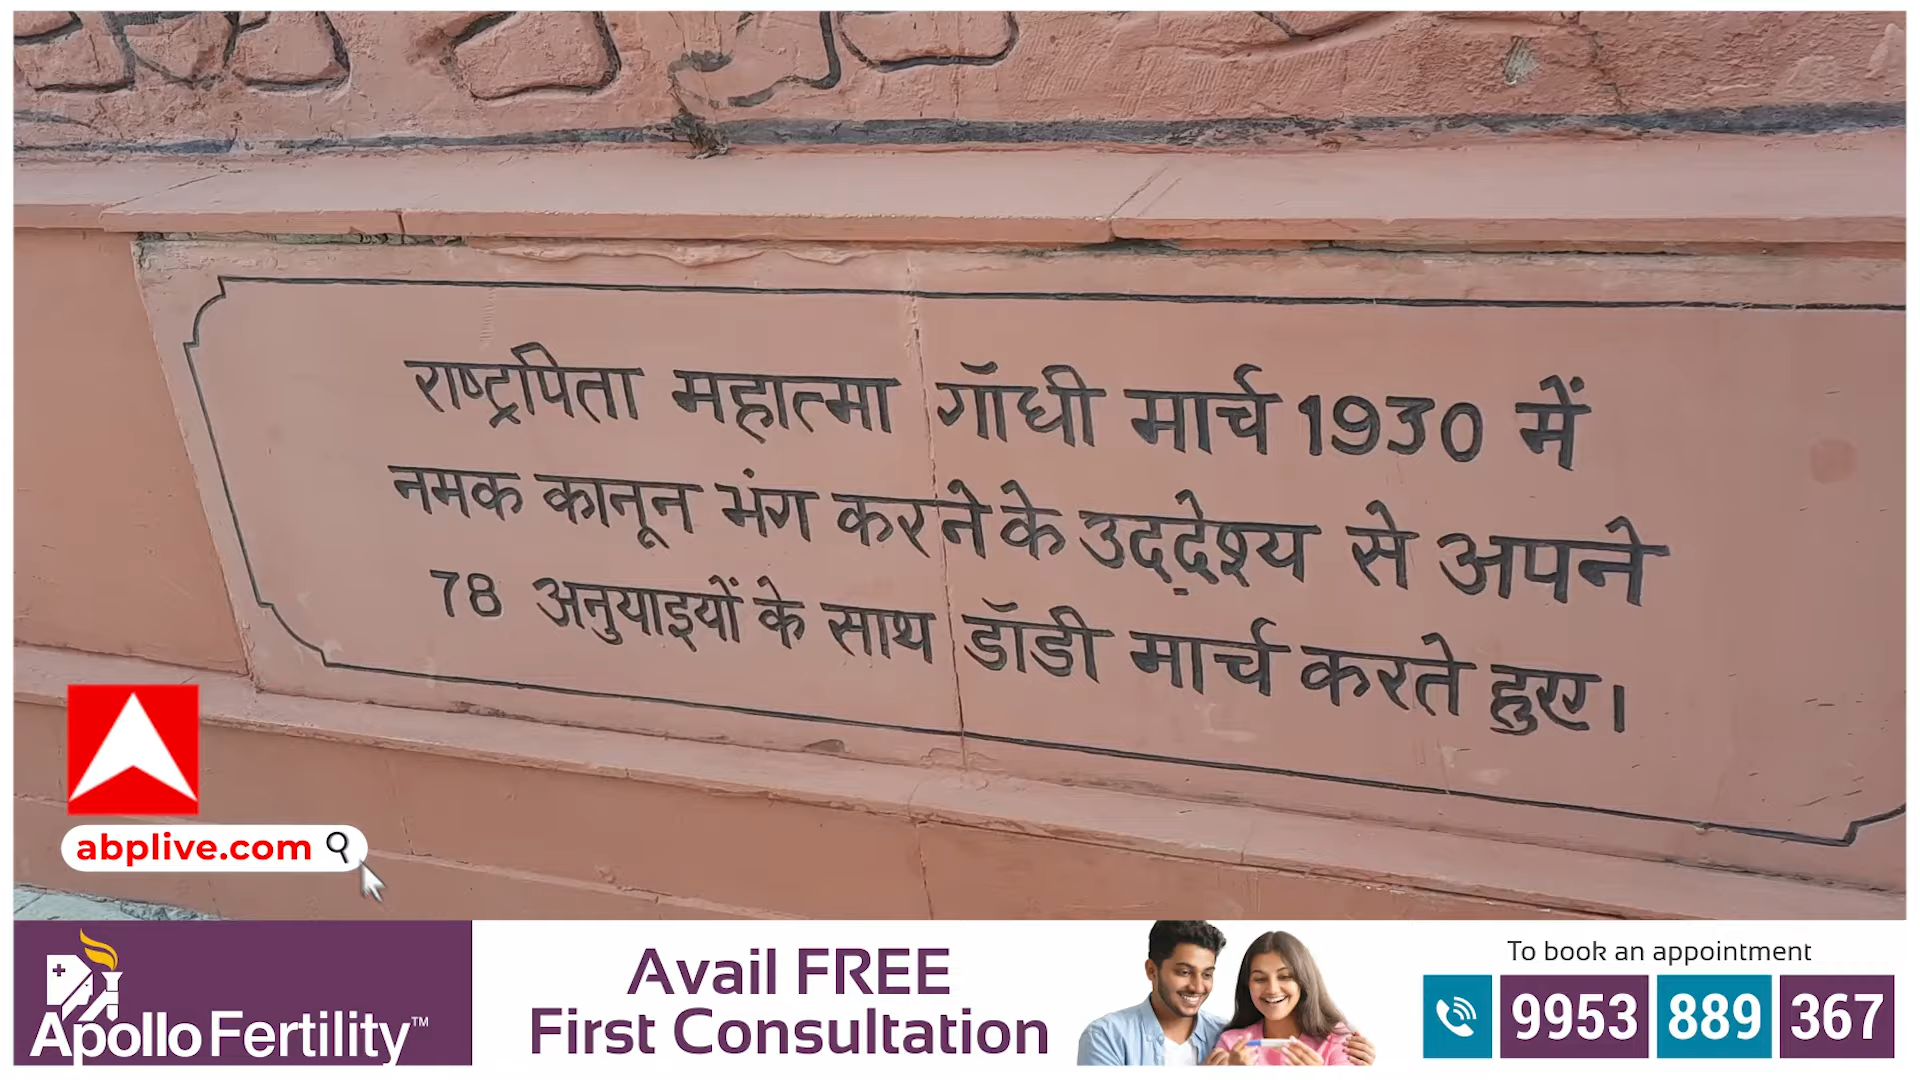 राष्ट्रपिता महात्मा गॉंधी मार्च 1930 में
नमक कानून भंग करने के उद्देश्य से अपने
78 अनुयाइयों के साथ डॉडी मार्च करते हुए।
abplive.com
Apollo Fertility™
Avail FREE
First Consultation
To book an appointment
9953 889 367